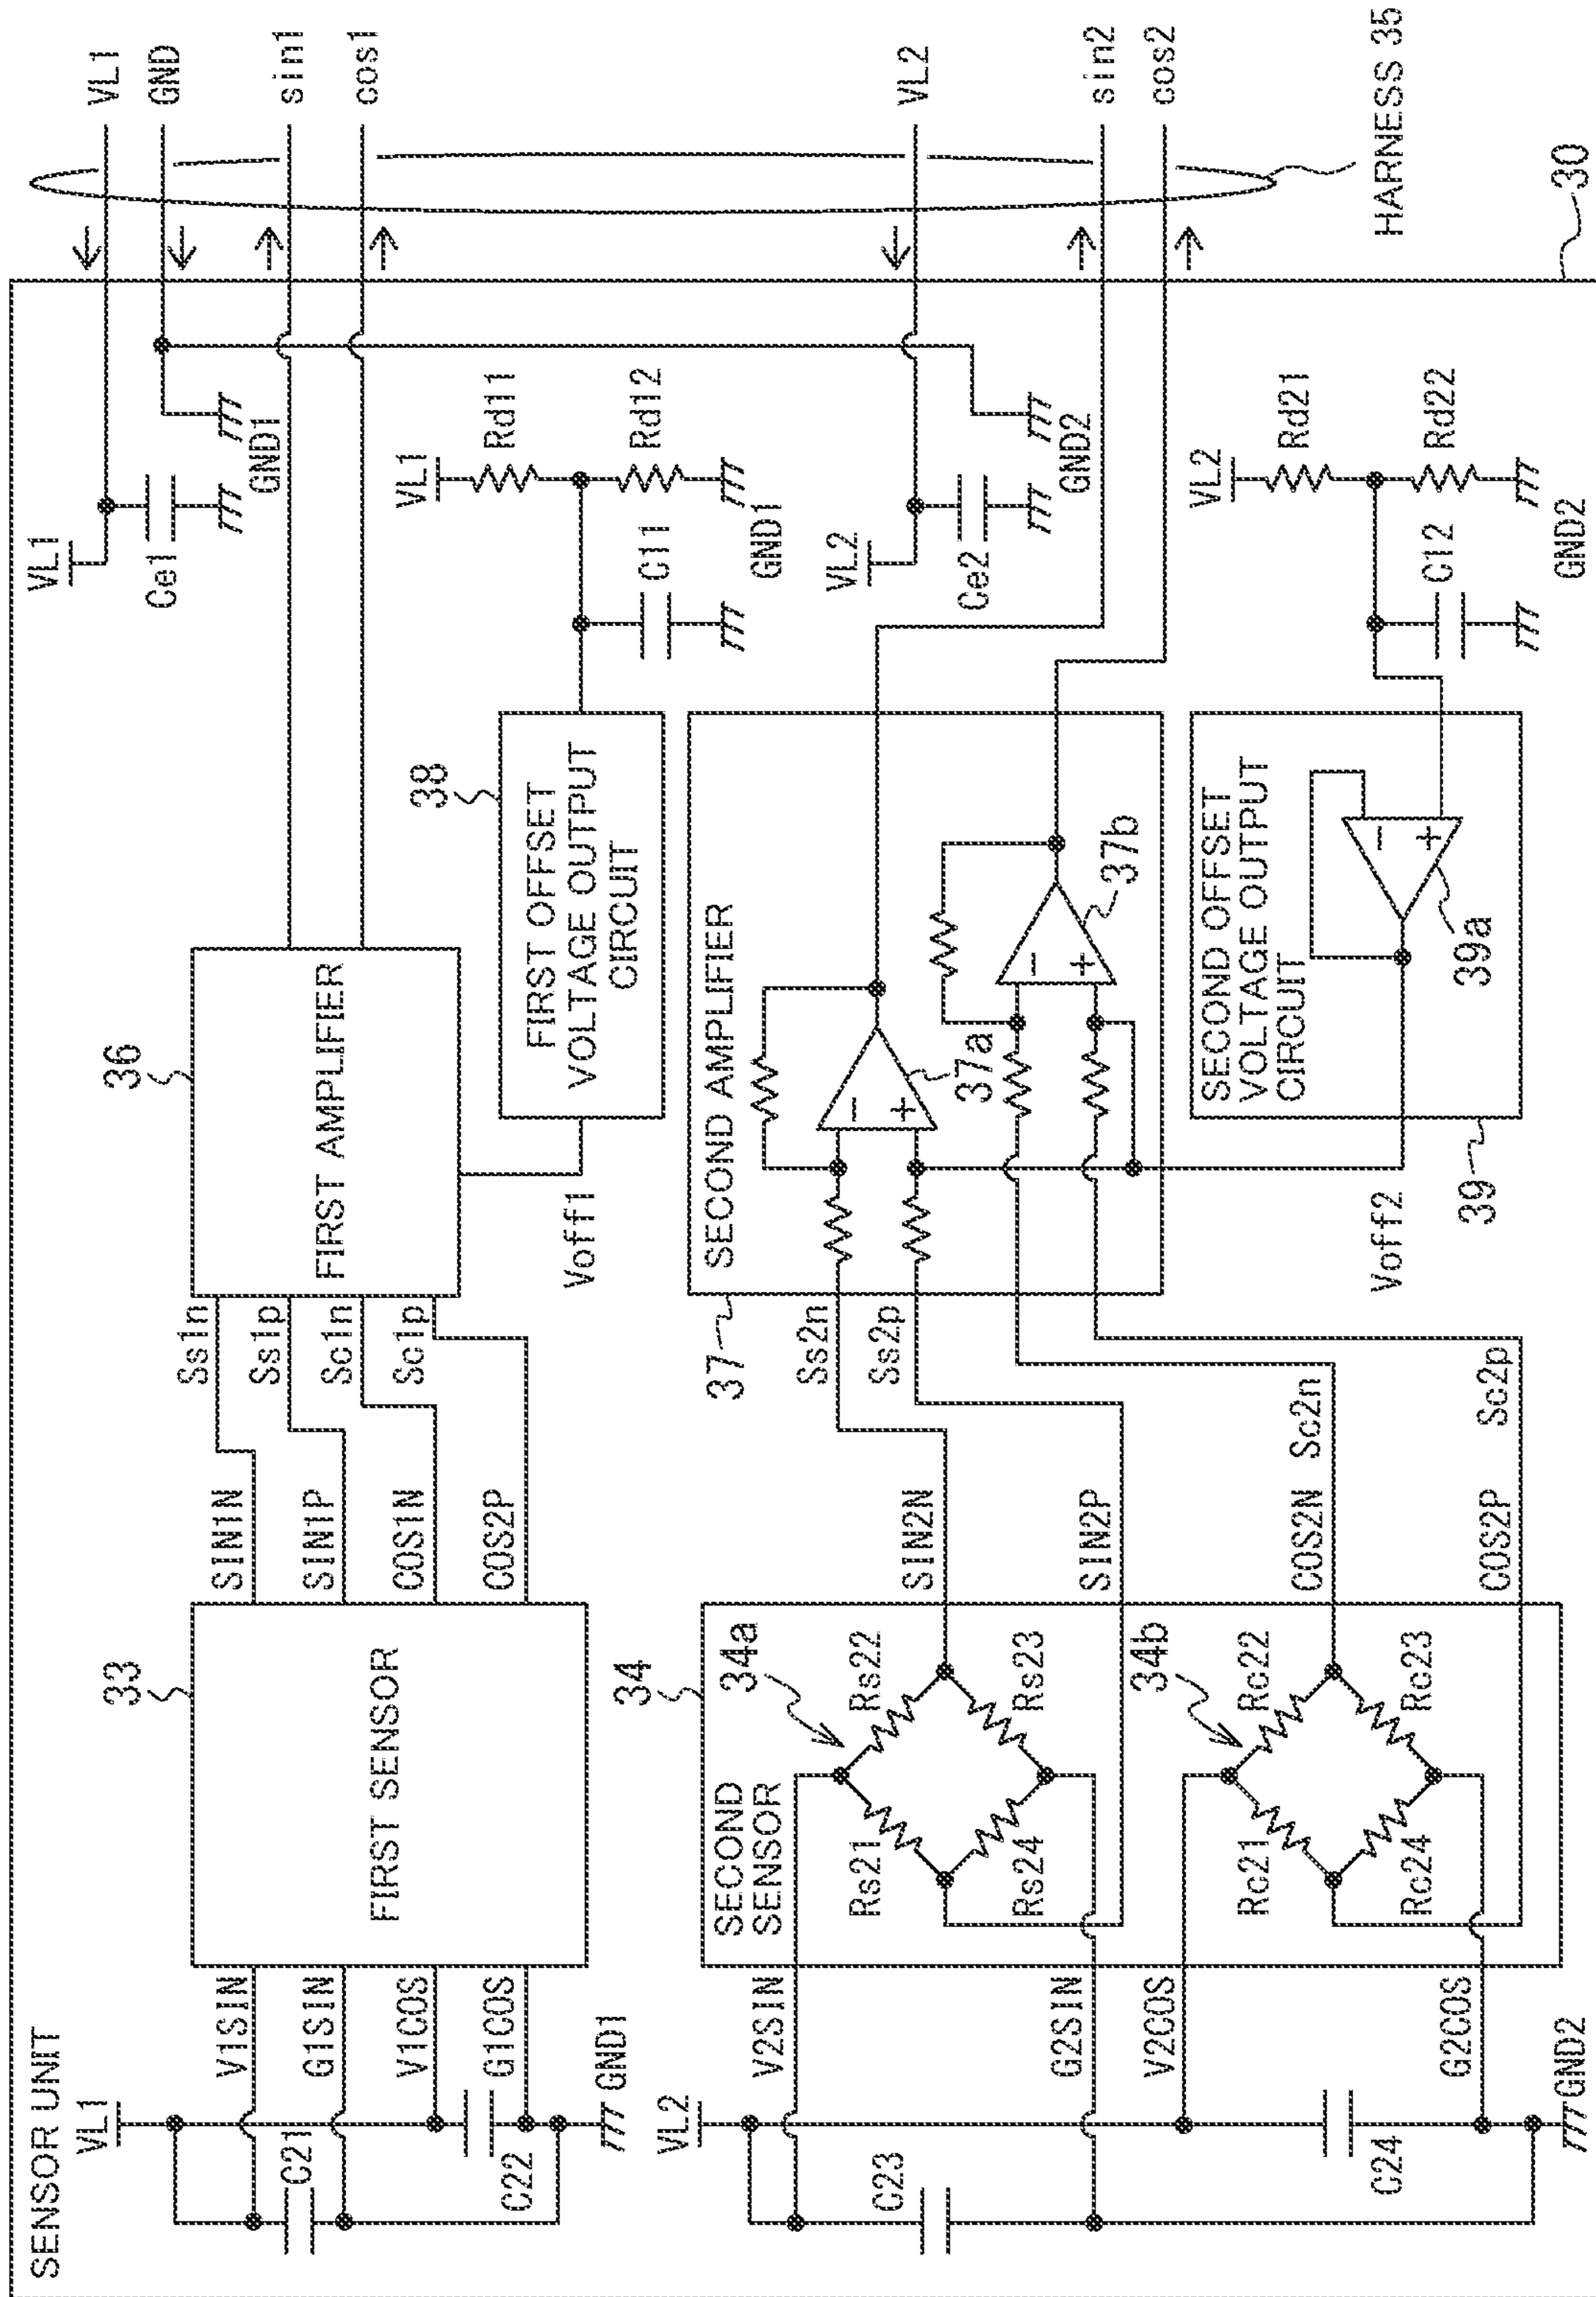 SENSOR UNIT
VL1
C21
C22
GND1
V1SIN
G1SIN
V1COS
G1COS
33
FIRST SENSOR
SIN1N
SIN1P
COS1N
COS2P
Ss1n
Ss1p
Sc1n
Sc1p
36
FIRST AMPLIFIER
Voff1
38
FIRST OFFSET
VOLTAGE OUTPUT
CIRCUIT
VL1
Ce1
GND1
VL1
Rd11
Rd12
C11
GND1
VL1
GND
sin1
cos1
VL2
C23
C24
GND2
V2SIN
G2SIN
V2COS
G2COS
34
SECOND
SENSOR
34a
Rs21
Rs22
Rs24
Rs23
34b
Rc21
Rc22
Rc24
Rc23
SIN2N
SIN2P
COS2N
COS2P
Ss2n
Ss2p
Sc2n
Sc2p
37
SECOND AMPLIFIER
−
+
37a
−
+
37b
Voff2
39
SECOND OFFSET
VOLTAGE OUTPUT
CIRCUIT
−
+
39a
VL2
Ce2
GND2
VL2
Rd21
Rd22
C12
GND2
VL2
sin2
cos2
HARNESS 35
30